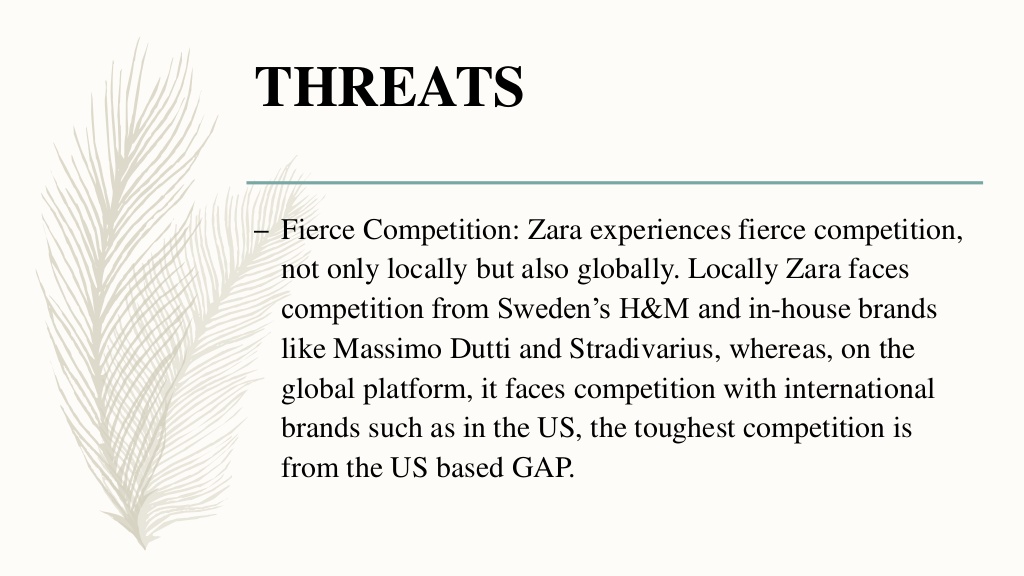 THREATS
– Fierce Competition: Zara experiences fierce competition,
not only locally but also globally. Locally Zara faces
competition from Sweden’s H&M and in-house brands
like Massimo Dutti and Stradivarius, whereas, on the
global platform, it faces competition with international
brands such as in the US, the toughest competition is
from the US based GAP.